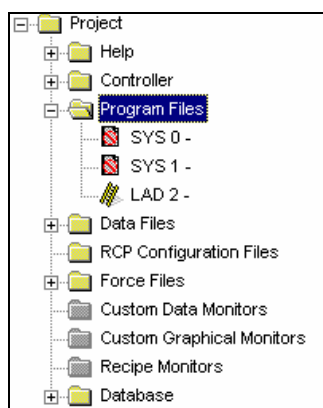 Project
Help
Controller
Program Files
SYS 0 -
SYS 1 -
LAD 2 -
Data Files
RCP Configuration Files
Force Files
Custom Data Monitors
Custom Graphical Monitors
Recipe Monitors
Database